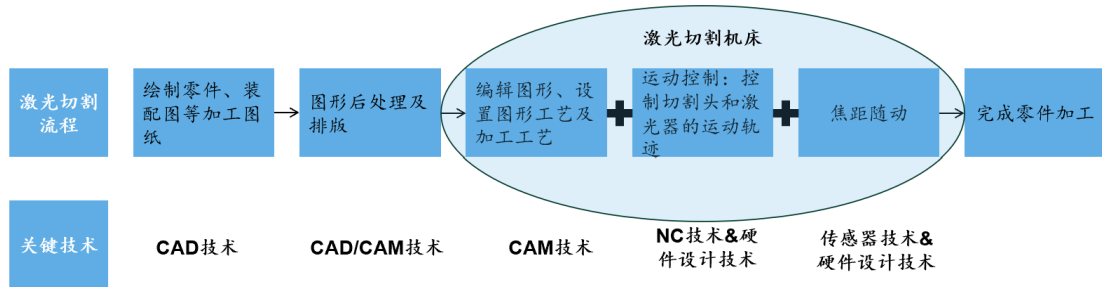 激光切割机床
激光切割
流程
绘制零件、装
配图等加工图
纸
图形后处理及
排版
编辑图形、设
置图形工艺及
加工工艺
运动控制：控
制切割头和激
光器的运动轨
迹
焦距随动
完成零件加工
关键技术
CAD技术
CAD/CAM技术
CAM技术
NC技术&硬
件设计技术
传感器技术&
硬件设计技术